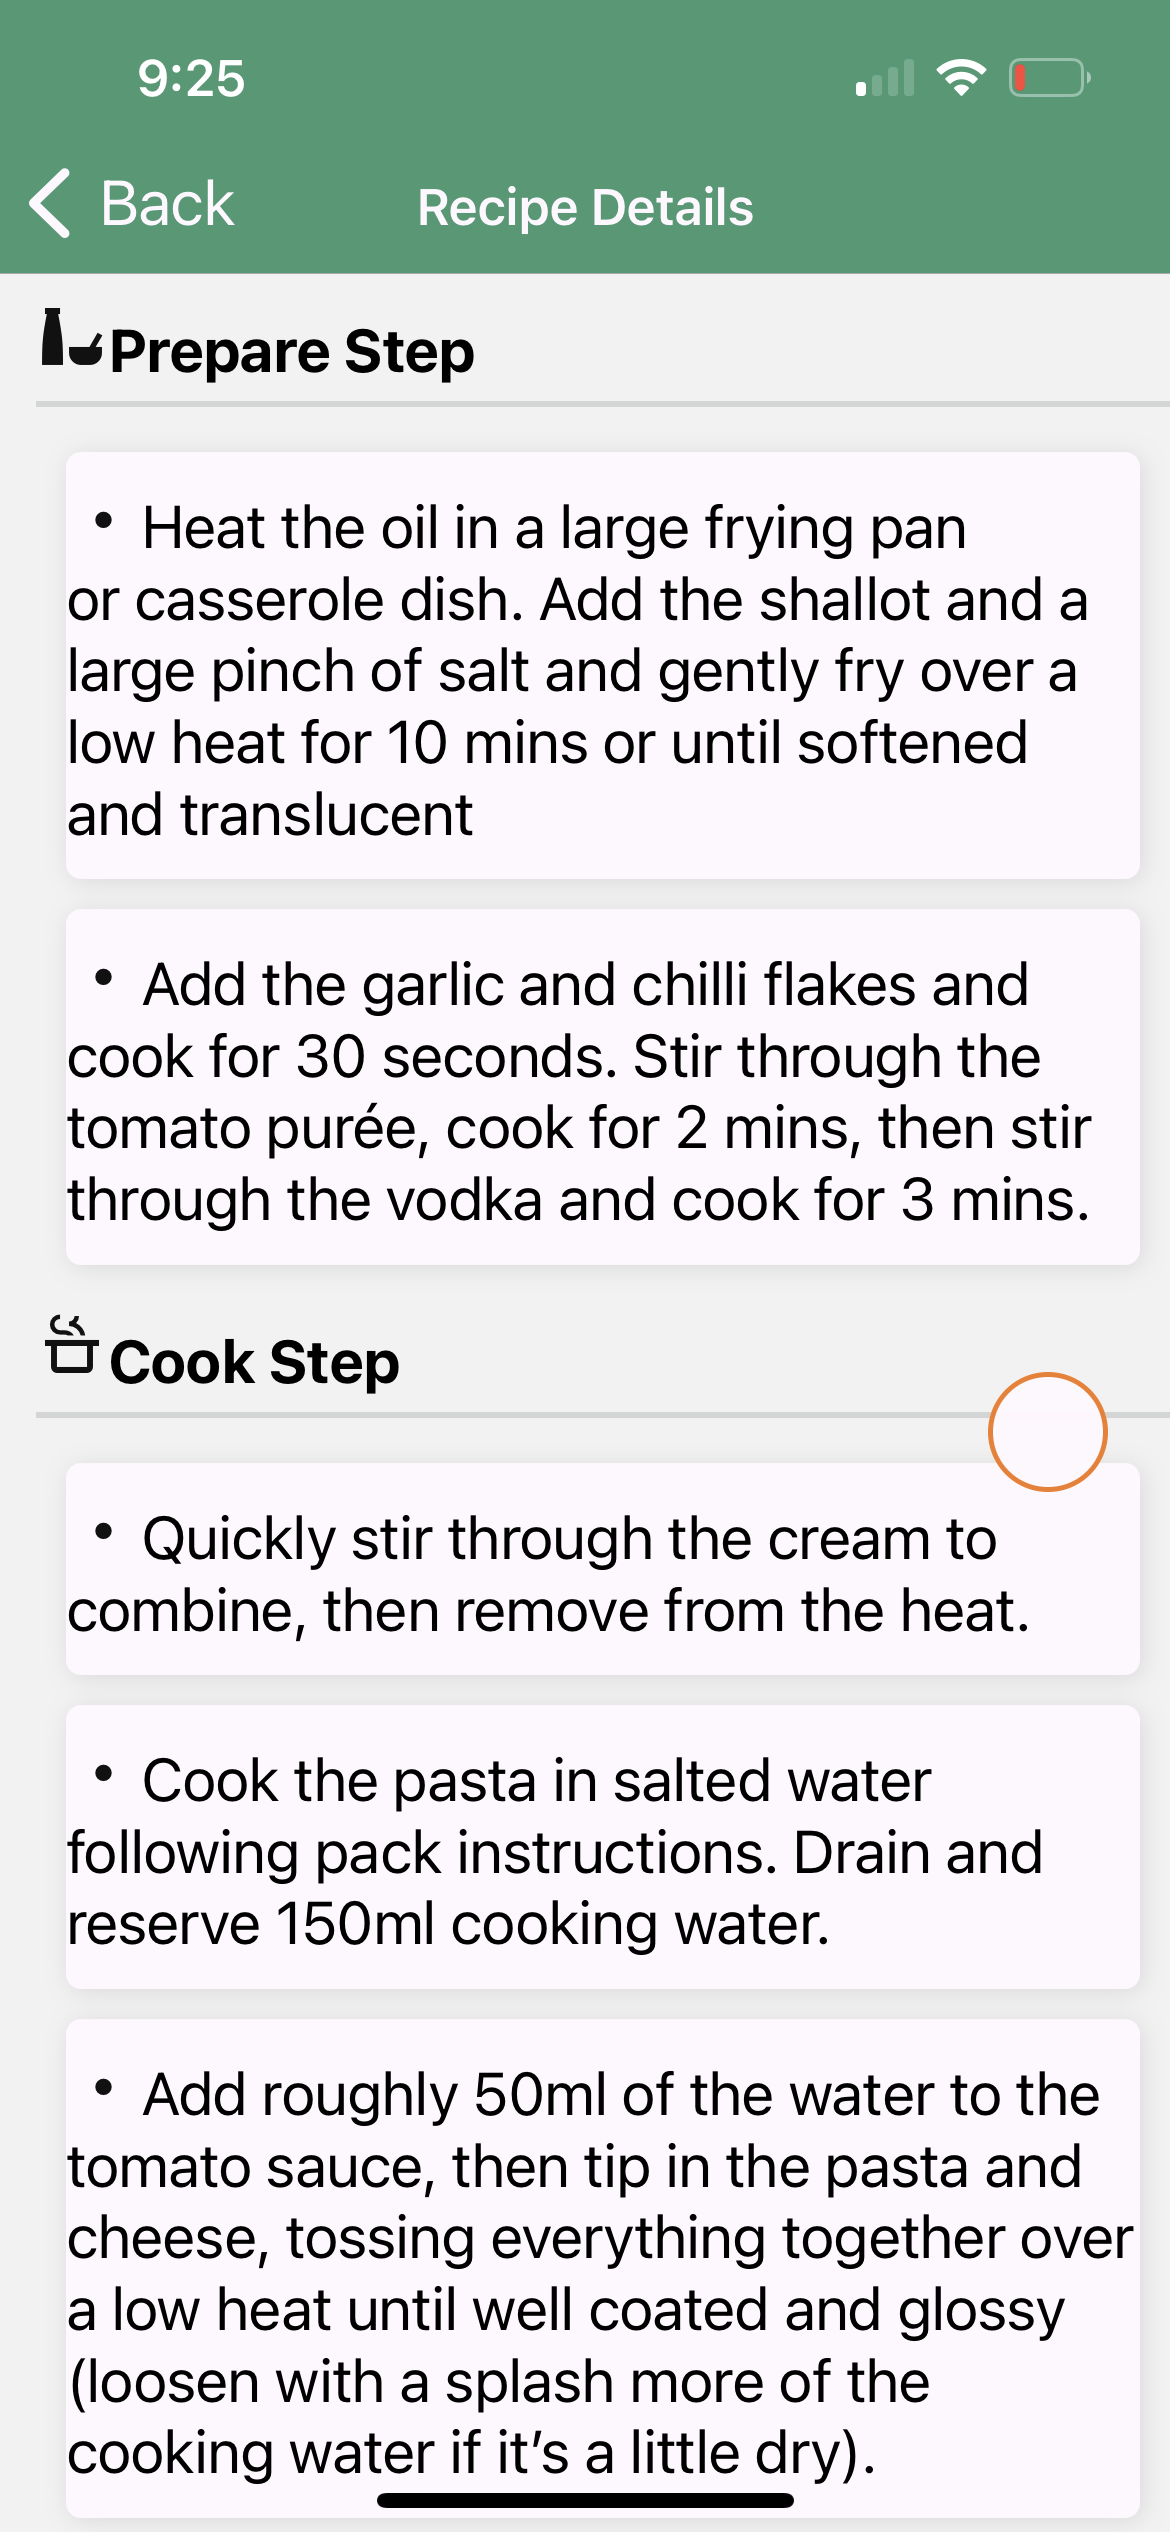 9:25
Back
Recipe Details
Prepare Step
• Heat the oil in a large frying pan
or casserole dish. Add the shallot and a
large pinch of salt and gently fry over a
low heat for 10 mins or until softened
and translucent
• Add the garlic and chilli flakes and
cook for 30 seconds. Stir through the
tomato purée, cook for 2 mins, then stir
through the vodka and cook for 3 mins.
Cook Step
• Quickly stir through the cream to
combine, then remove from the heat.
• Cook the pasta in salted water
following pack instructions. Drain and
reserve 150ml cooking water.
• Add roughly 50ml of the water to the
tomato sauce, then tip in the pasta and
cheese, tossing everything together over
a low heat until well coated and glossy
(loosen with a splash more of the
cooking water if it’s a little dry).